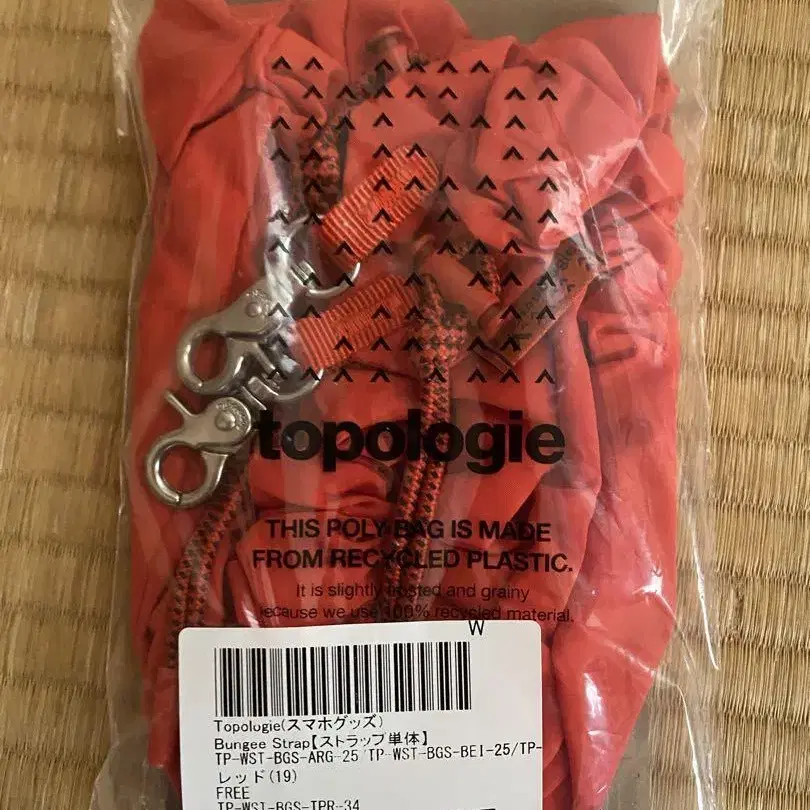 topologie
THIS POLY BAG IS MADE
FROM RECYCLED PLASTIC.
It is slightly frosted and grainy
because we use 100% recycled material.
W
Topologie(スマホグッズ)
Bungee Strap【ストラップ単体】
TP-WST-BGS-ARG-25/TP-WST-BGS-BEI-25/TP-
レッド(19)
FREE
TP-WST-BGS-TPR-34